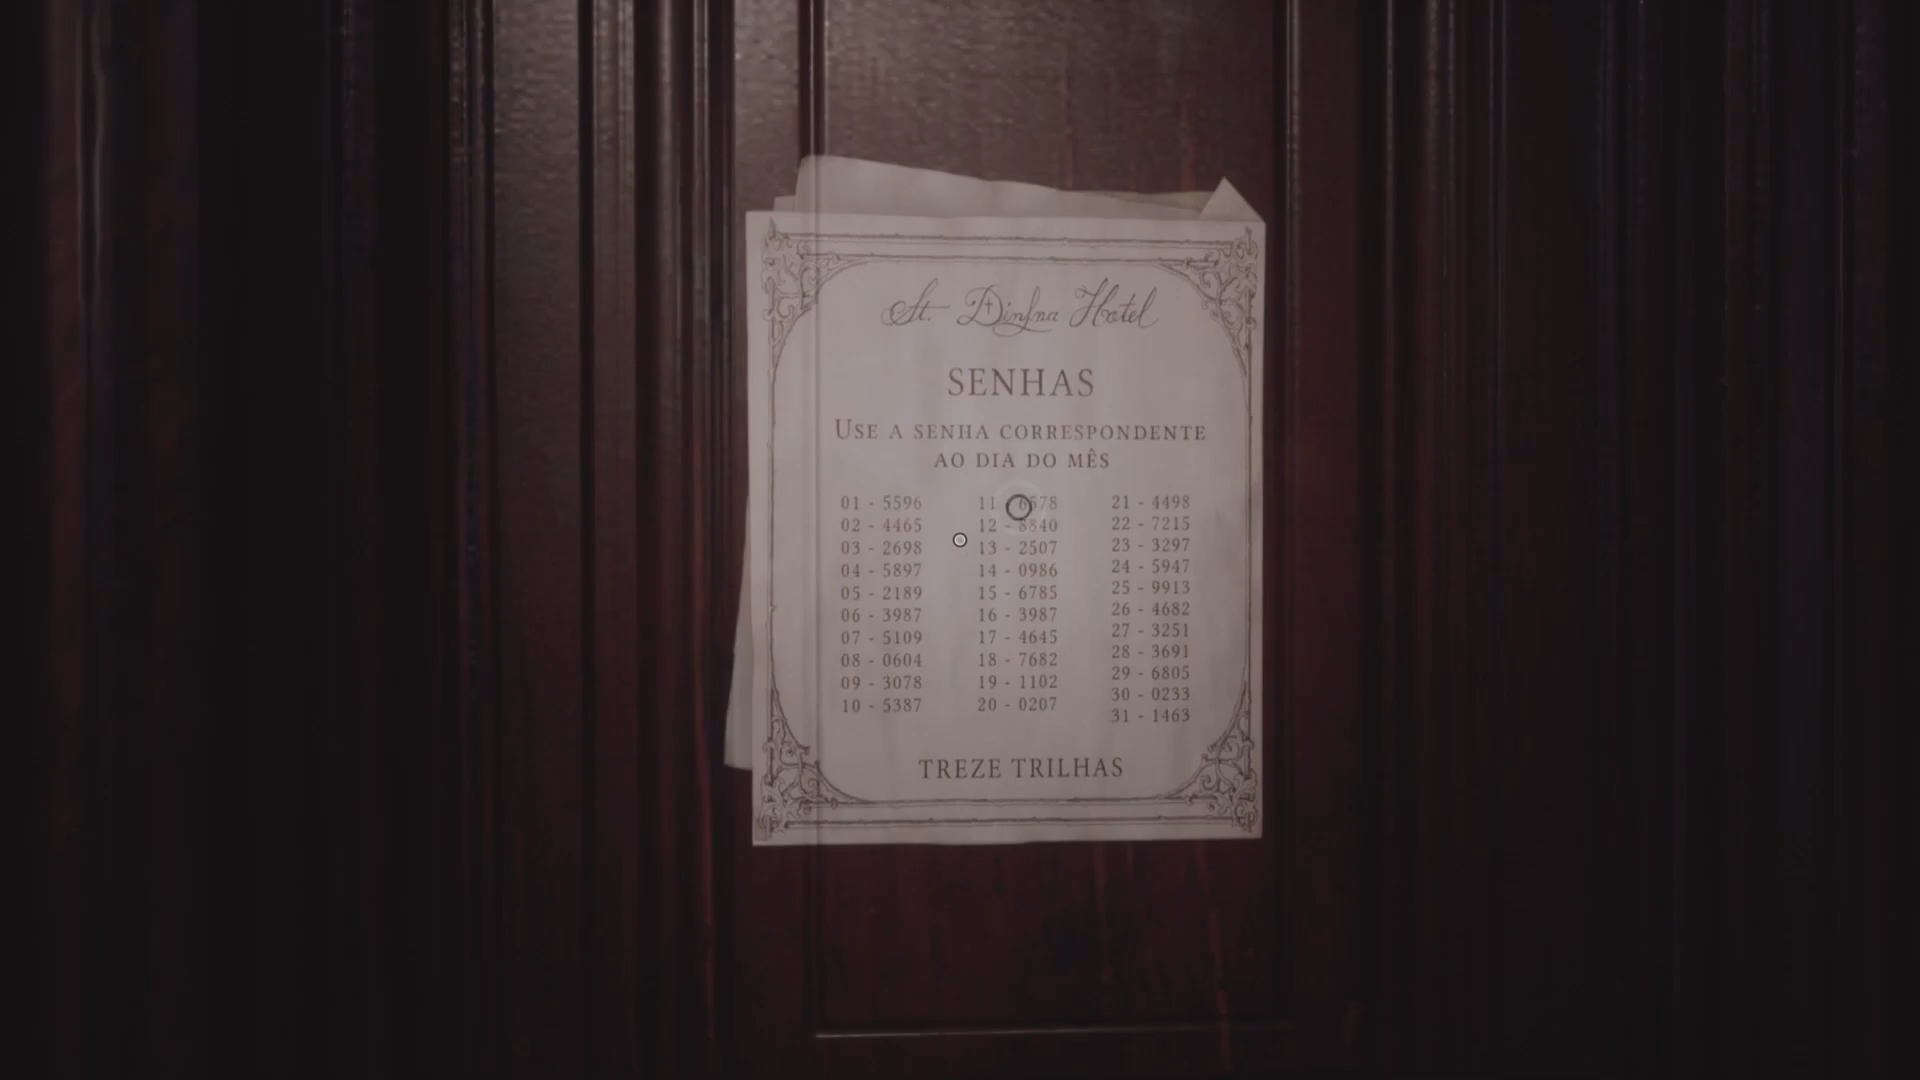 St. Dinfna Hotel
SENHAS
USE A SENHA CORRESPONDENTE
AO DIA DO MÊS
01 - 5596
02 - 4465
03 - 2698
04 - 5897
05 - 2189
06 - 3987
07 - 5109
08 - 0604
09 - 3078
10 - 5387
11 - 6578
12 - 8840
13 - 2507
14 - 0986
15 - 6785
16 - 3987
17 - 4645
18 - 7682
19 - 1102
20 - 0207
21 - 4498
22 - 7215
23 - 3297
24 - 5947
25 - 9913
26 - 4682
27 - 3251
28 - 3691
29 - 6805
30 - 0233
31 - 1463
TREZE TRILHAS